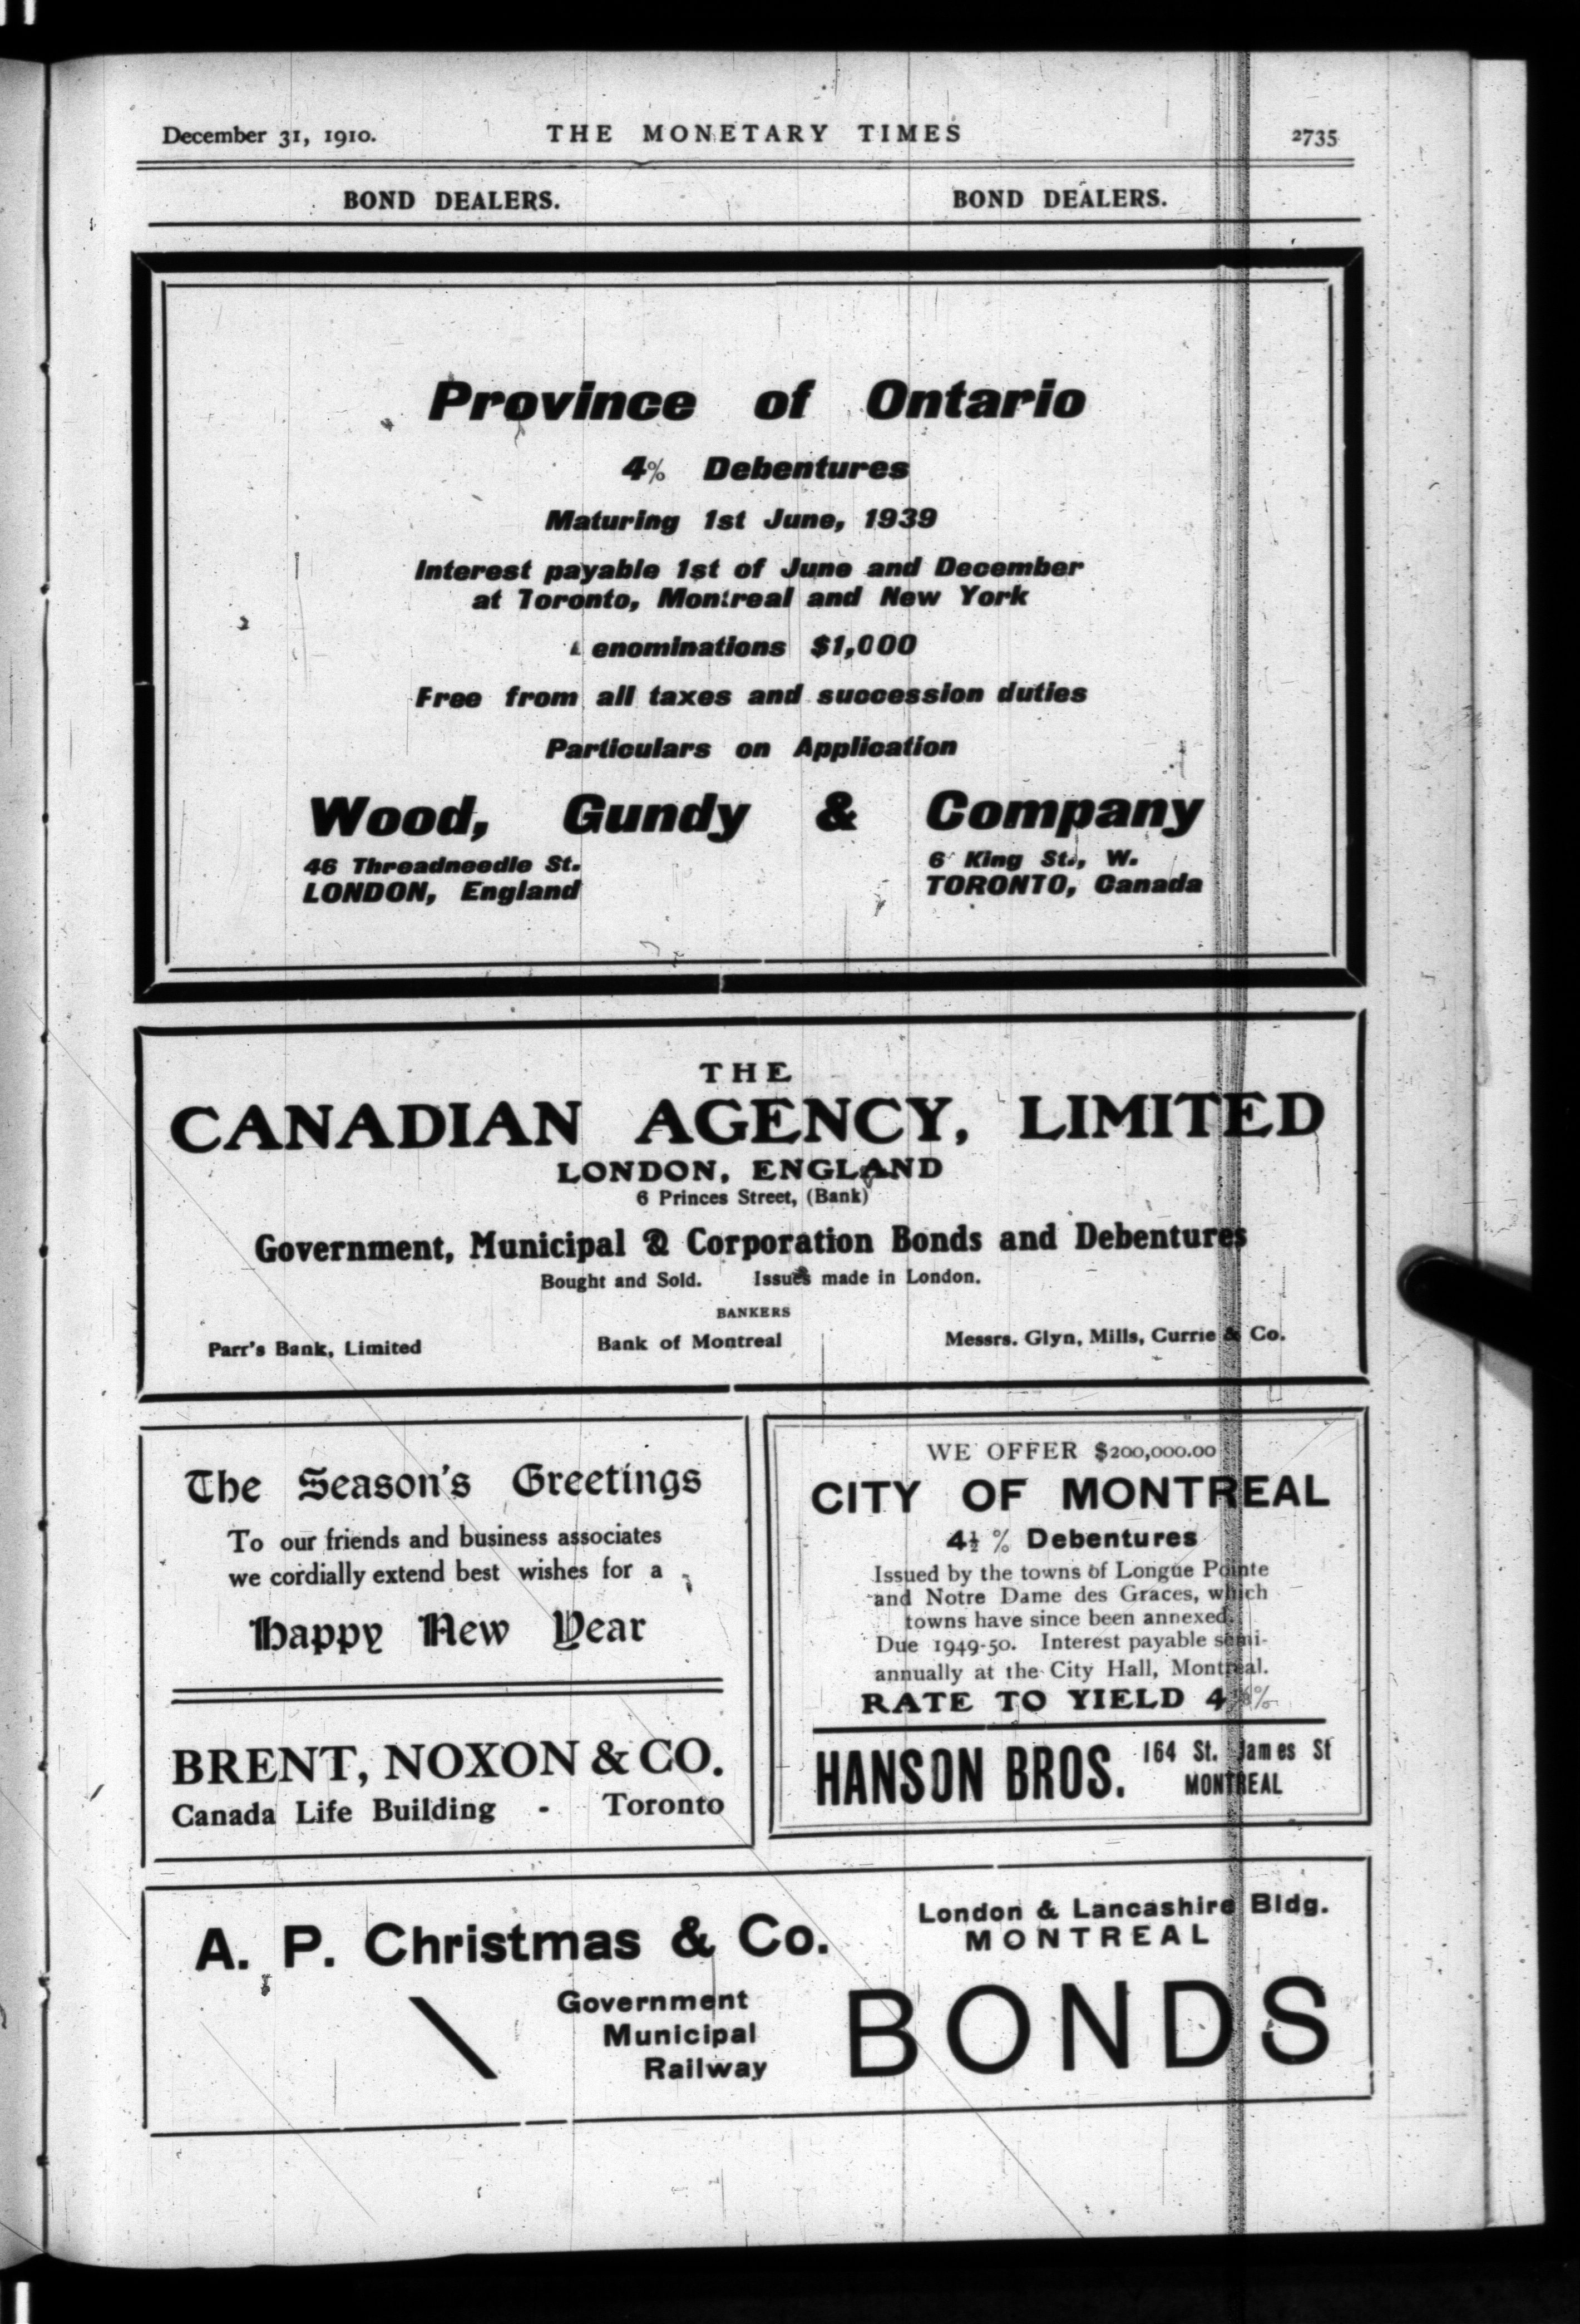 December 31, 1910.
THE MONETARY TIMES
2735
BOND DEALERS.
BOND DEALERS.
Province of Ontario
4% Debentures
Maturing 1st June, 1939
Interest payable 1st of June and December
at Toronto, Montreal and New York
enominations $1,000
Free from all taxes and succession duties
Particulars on Application
Wood, Gundy & Company
46 Threadneedle St.
LONDON, England
6 King St., W.
TORONTO, Canada
THE
CANADIAN AGENCY, LIMITED
LONDON, ENGLAND
6 Princes Street, (Bank)
Government, Municipal & Corporation Bonds and Debentures
Bought and Sold. Issues made in London.
BANKERS
Parr's Bank, Limited
Bank of Montreal
Messrs. Glyn, Mills, Currie & Co.
The Season's Greetings
To our friends and business associates
we cordially extend best wishes for a
Happy New Year
BRENT, NOXON & CO.
Canada Life Building - Toronto
WE OFFER $200,000.00
CITY OF MONTREAL
4½ % Debentures
Issued by the towns of Longue Pointe
and Notre Dame des Graces, which
towns have since been annexed.
Due 1949-50. Interest payable semi-
annually at the City Hall, Montreal.
RATE TO YIELD
HANSON BROS.
164 St. James St
MONTREAL
A. P. Christmas & Co.
London & Lancashire Bldg.
MONTREAL
Government
Municipal
Railway
BONDS